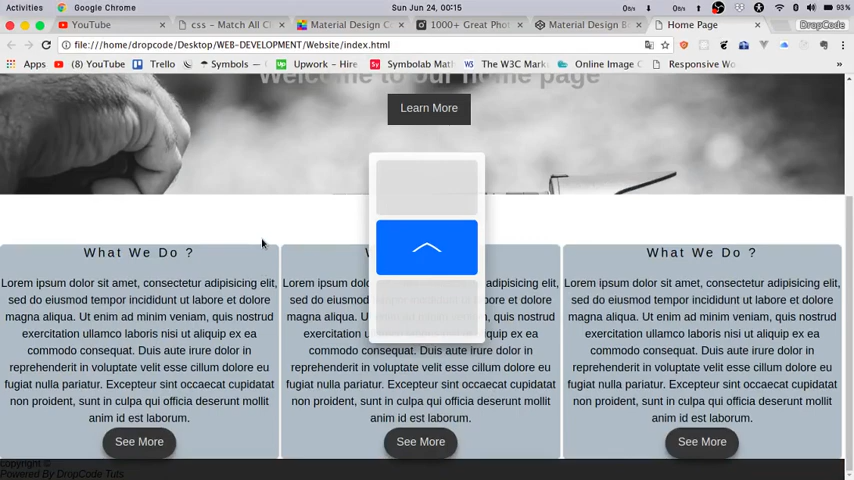 Activities Google Chrome Sun Jun 24, 00:15 0↓ 0↑ 93%
YouTube css - Match All C Material Design C 1000+ Great Phot Material Design B Home Page DropCode
file:///home/dropcode/Desktop/WEB-DEVELOPMENT/Website/index.html
Apps (8) YouTube Trello Symbols — Upwork - Hire Symbolab Mat The W3C Mark Online Image Responsive Wo
Welcome to our home page
Learn More
What We Do ?
Lorem ipsum dolor sit amet, consectetur adipisicing elit,
sed do eiusmod tempor incididunt ut labore et dolore
magna aliqua. Ut enim ad minim veniam, quis nostrud
exercitation ullamco laboris nisi ut aliquip ex ea
commodo consequat. Duis aute irure dolor in
reprehenderit in voluptate velit esse cillum dolore eu
fugiat nulla pariatur. Excepteur sint occaecat cupidatat
non proident, sunt in culpa qui officia deserunt mollit
anim id est laborum.
See More
Lorem ipsum dolor sit amet, consectetur adipisicing elit,
sed do eiusmod tempor incididunt ut labore et dolore
magna aliqua. Ut enim ad minim veniam, quis nostrud
exercitation ullamco laboris nisi ut aliquip ex ea
commodo consequat. Duis aute irure dolor in
reprehenderit in voluptate velit esse cillum dolore eu
fugiat nulla pariatur. Excepteur sint occaecat cupidatat
non proident, sunt in culpa qui officia deserunt mollit
anim id est laborum.
See More
What We Do ?
Lorem ipsum dolor sit amet, consectetur adipisicing elit,
sed do eiusmod tempor incididunt ut labore et dolore
magna aliqua. Ut enim ad minim veniam, quis nostrud
exercitation ullamco laboris nisi ut aliquip ex ea
commodo consequat. Duis aute irure dolor in
reprehenderit in voluptate velit esse cillum dolore eu
fugiat nulla pariatur. Excepteur sint occaecat cupidatat
non proident, sunt in culpa qui officia deserunt mollit
anim id est laborum.
See More
copyright ©
Powered By DropCode Tuts